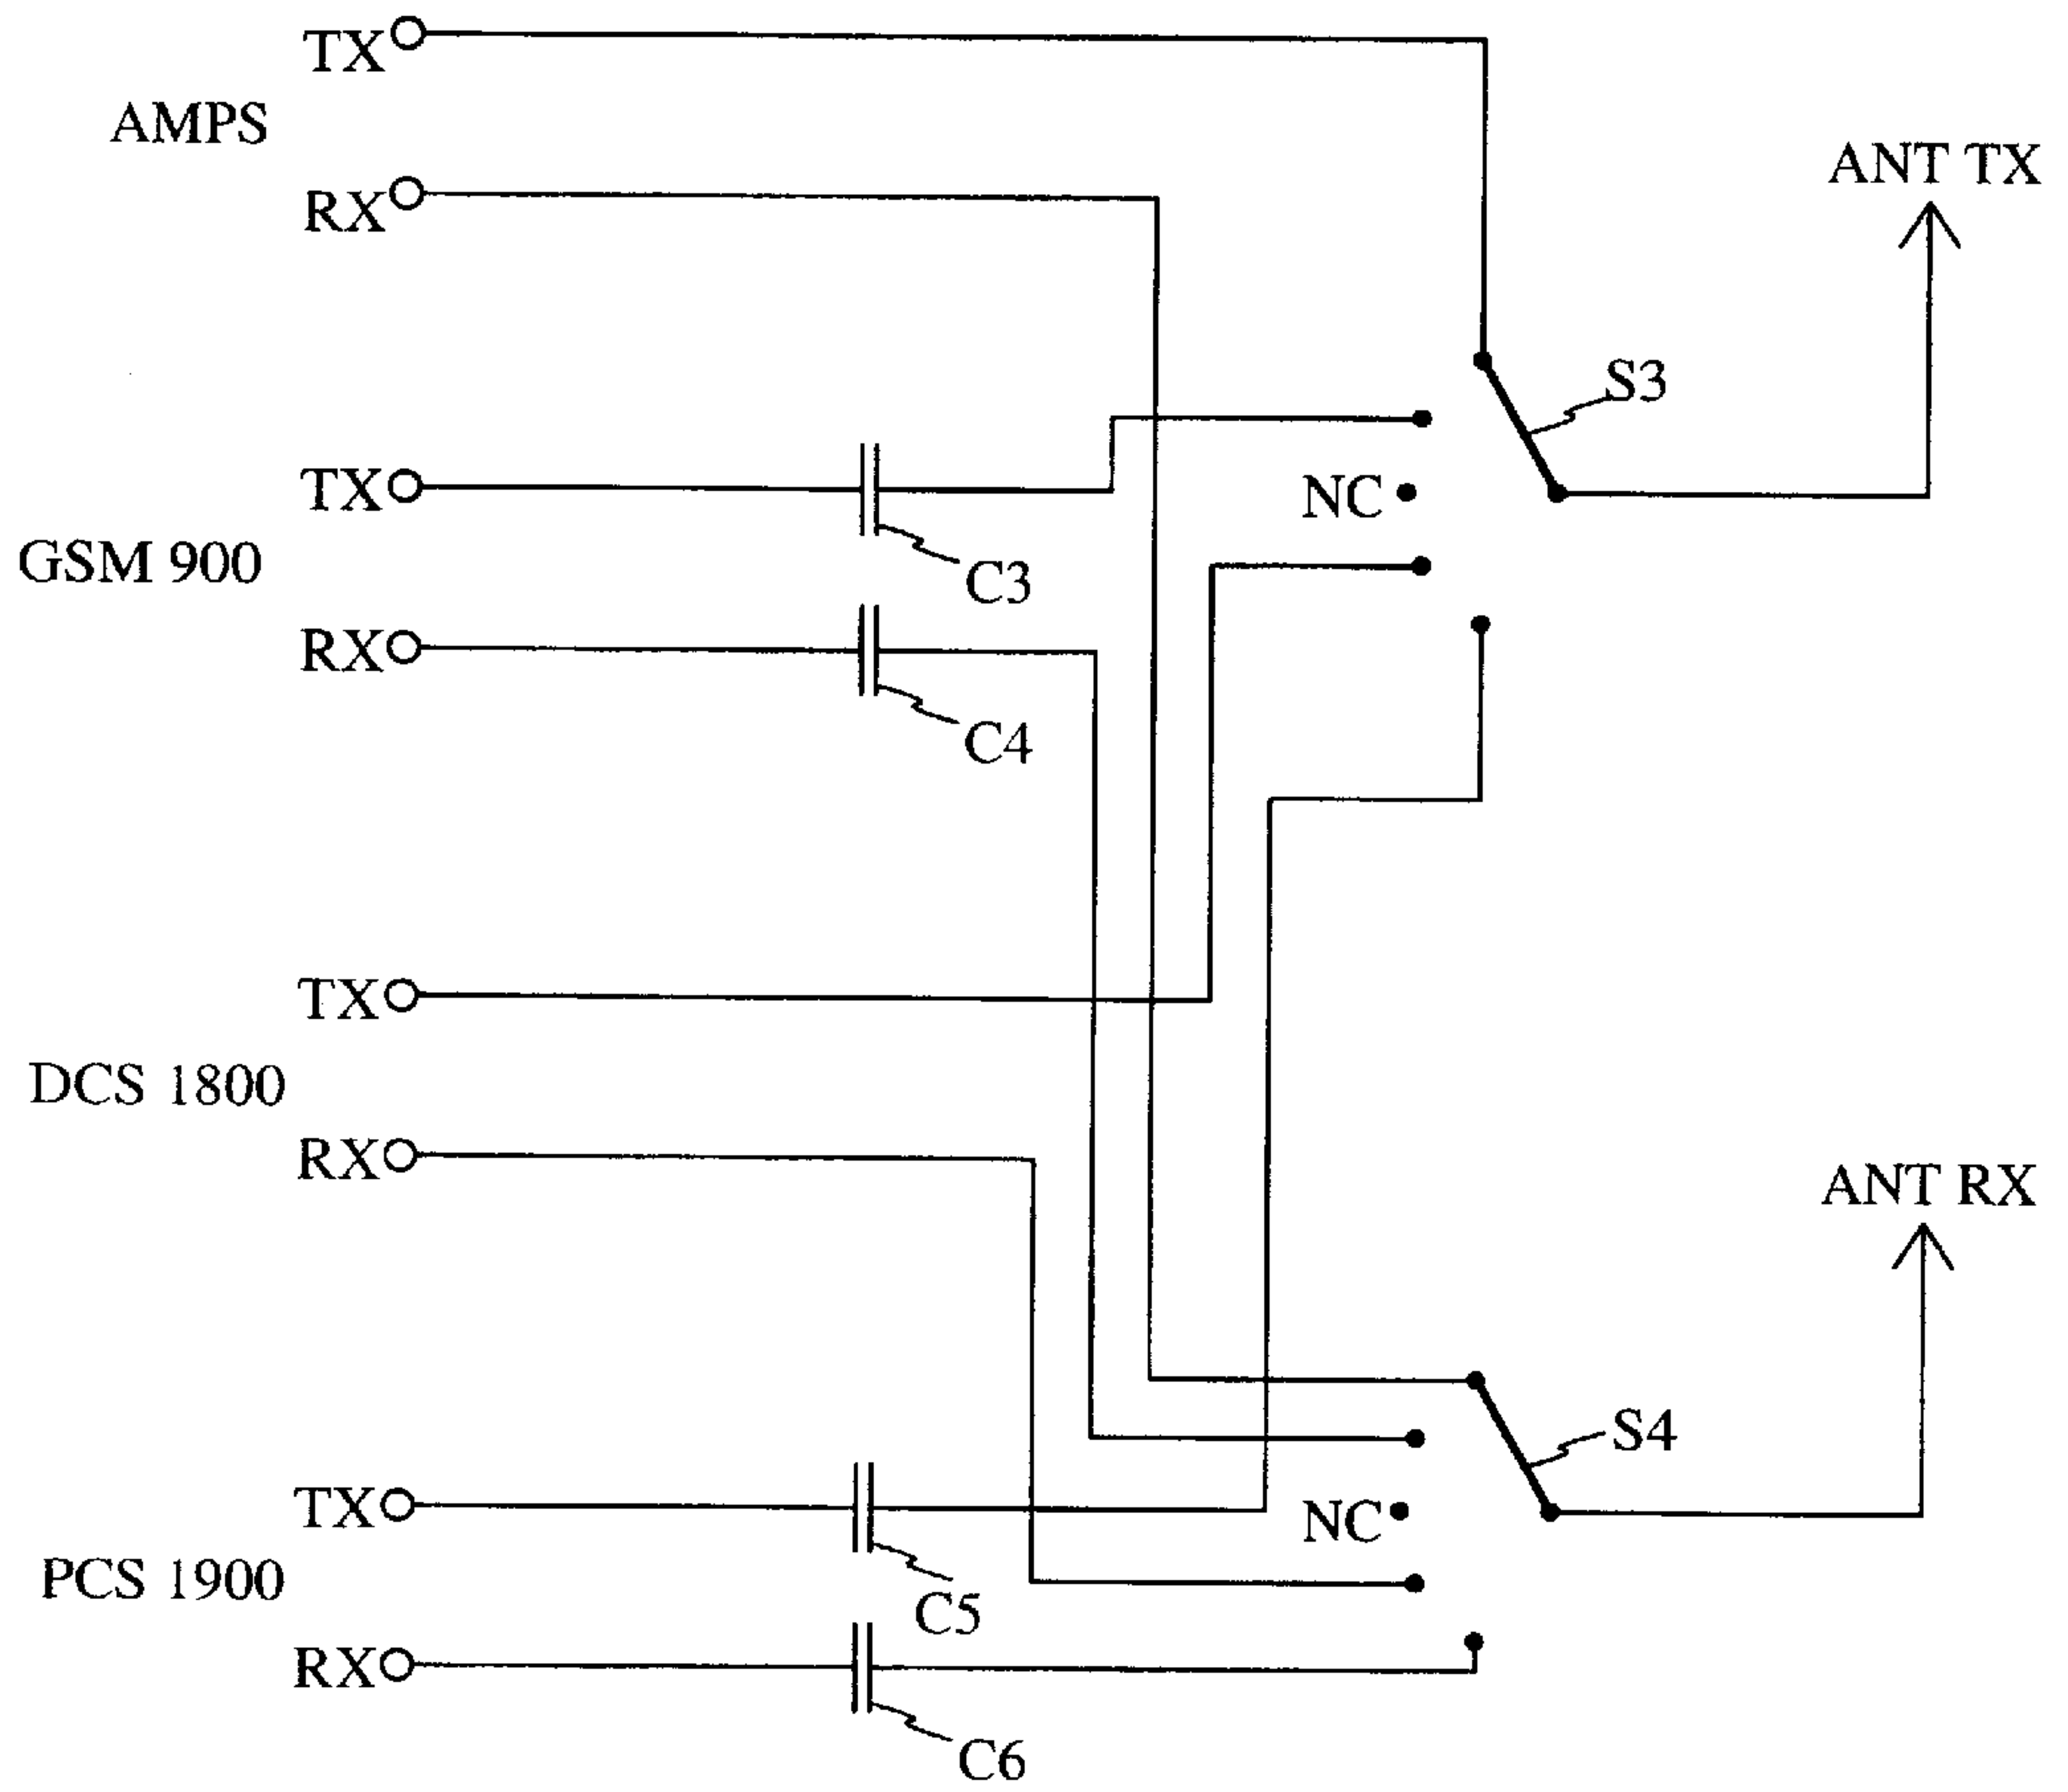 TX
AMPS
ANT TX
RX
S3
TX
NC
GSM 900
C3
RX
C4
TX
DCS 1800
RX
ANT RX
S4
TX
NC
PCS 1900
C5
RX
C6